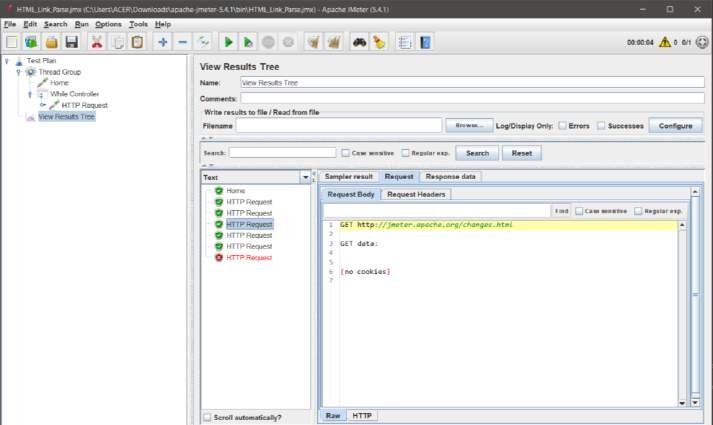 HTML_Link_Parse.jmx (C:\Users\ACER\Downloads\apache-jmeter-5.4.1\bin\HTML_Link_Parse.jmx) - Apache JMeter (5.4.1)
File Edit Search Run Options Tools Help
00:00:04 0 0/1
Test Plan
Thread Group
Home
While Controller
HTTP Request
View Results Tree
View Results Tree
Name: View Results Tree
Comments:
Write results to file / Read from file
Filename Browse... Log/Display Only: Errors Successes Configure
Search: Case sensitive Regular exp. Search Reset
Text
Home
HTTP Request
HTTP Request
HTTP Request
HTTP Request
HTTP Request
HTTP Request
Scroll automatically?
Sampler result Request Response data
Request Body Request Headers
Find Case sensitive Regular exp.
1 GET http://jmeter.apache.org/changes.html
2
3 GET data:
4
5
6 [no cookies]
7
Raw HTTP